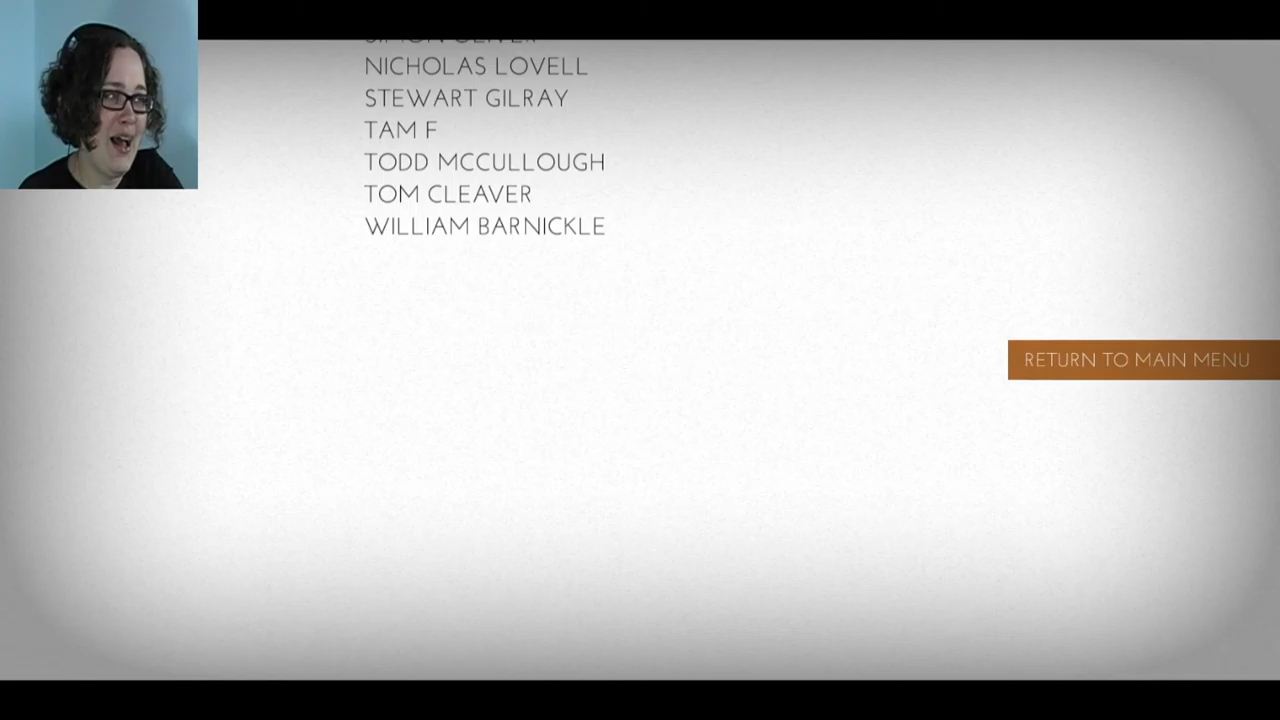 NICHOLAS LOVELL
STEWART GILRAY
TAM F
TODD MCCULLOUGH
TOM CLEAVER
WILLIAM BARNICKLE
RETURN TO MAIN MENU